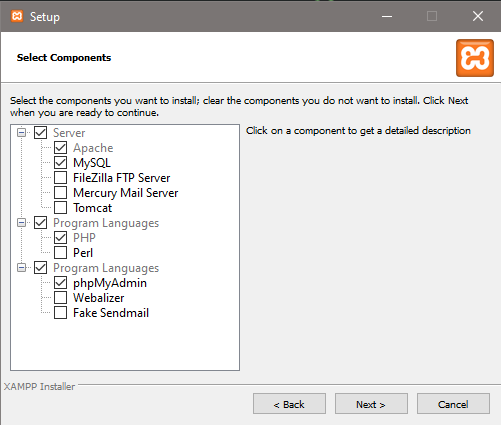 Setup
Select Components
Select the components you want to install; clear the components you do not want to install. Click Next
when you are ready to continue.
Server
Click on a component to get a detailed description
Apache
MySQL
FileZilla FTP Server
Mercury Mail Server
Tomcat
Program Languages
PHP
Perl
Program Languages
phpMyAdmin
Webalizer
Fake Sendmail
XAMPP Installer
< Back
Next >
Cancel